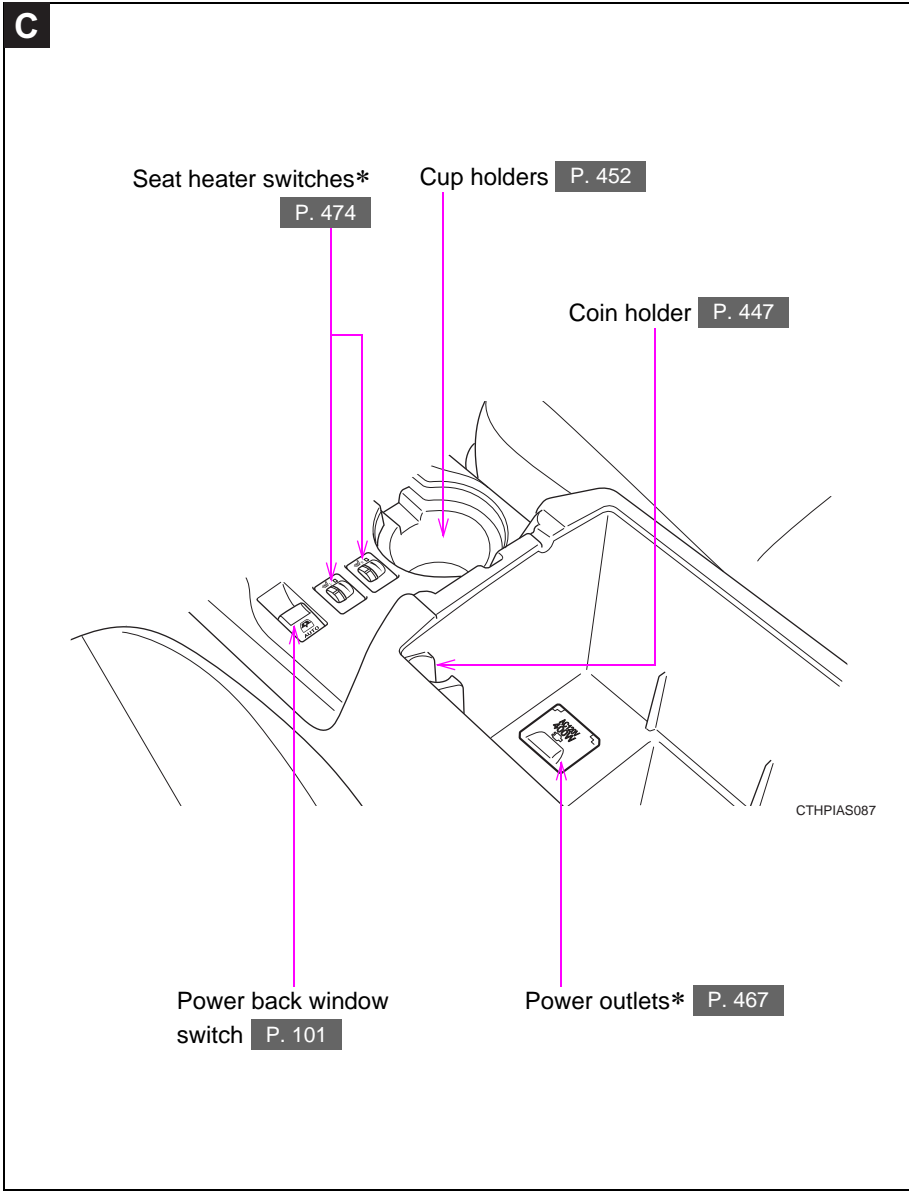 C
Seat heater switches*
P. 474
Cup holders P. 452
Coin holder P. 447
AUTO
CTHPIAS087
Power back window
switch P. 101
Power outlets* P. 467